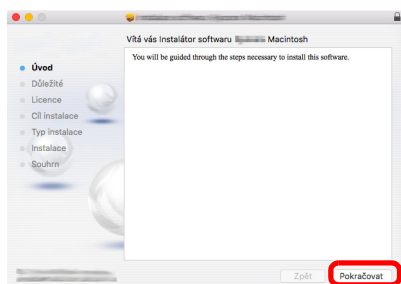 Vítá vás Instalátor softwaru Macintosh
Úvod
Důležité
Licence
Cíl instalace
Typ instalace
Instalace
Souhrn
You will be guided through the steps necessary to install this software.
Zpět
Pokračovat